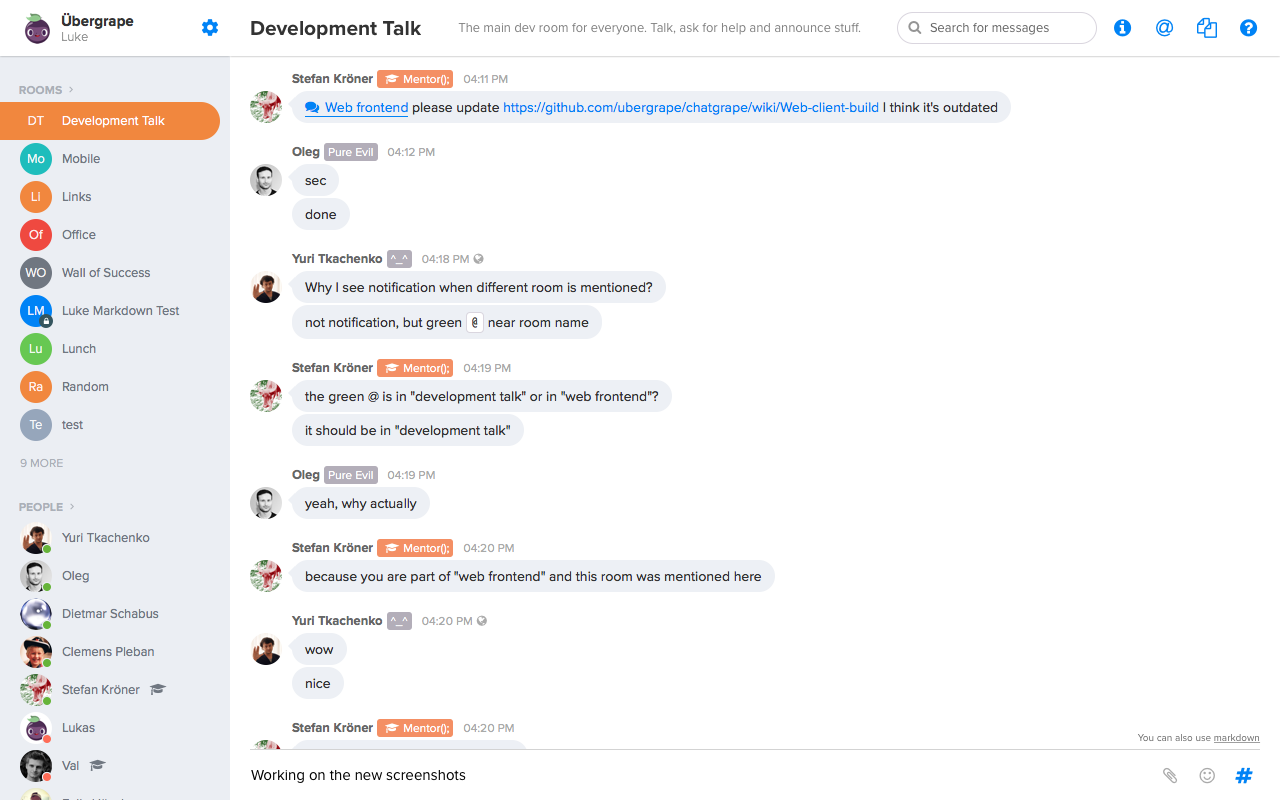 Übergrape
Luke
Development Talk
The main dev room for everyone. Talk, ask for help and announce stuff.
Search for messages
ROOMS
DT Development Talk
Mo Mobile
LI Links
Of Office
WO Wall of Success
LM Luke Markdown Test
Lu Lunch
Ra Random
Te test
9 MORE
PEOPLE
Yuri Tkachenko
Oleg
Dietmar Schabus
Clemens Pleban
Stefan Kröner
Lukas
Val
Stefan Kröner Mentor(); 04:11 PM
Web frontend please update https://github.com/ubergrape/chatgrape/wiki/Web-client-build I think it's outdated
Oleg Pure Evil 04:12 PM
sec
done
Yuri Tkachenko ^_^ 04:18 PM
Why I see notification when different room is mentioned?
not notification, but green @ near room name
Stefan Kröner Mentor(); 04:19 PM
the green @ is in "development talk" or in "web frontend"?
it should be in "development talk"
Oleg Pure Evil 04:19 PM
yeah, why actually
Stefan Kröner Mentor(); 04:20 PM
because you are part of "web frontend" and this room was mentioned here
Yuri Tkachenko ^_^ 04:20 PM
wow
nice
Stefan Kröner Mentor(); 04:20 PM
You can also use markdown
Working on the new screenshots